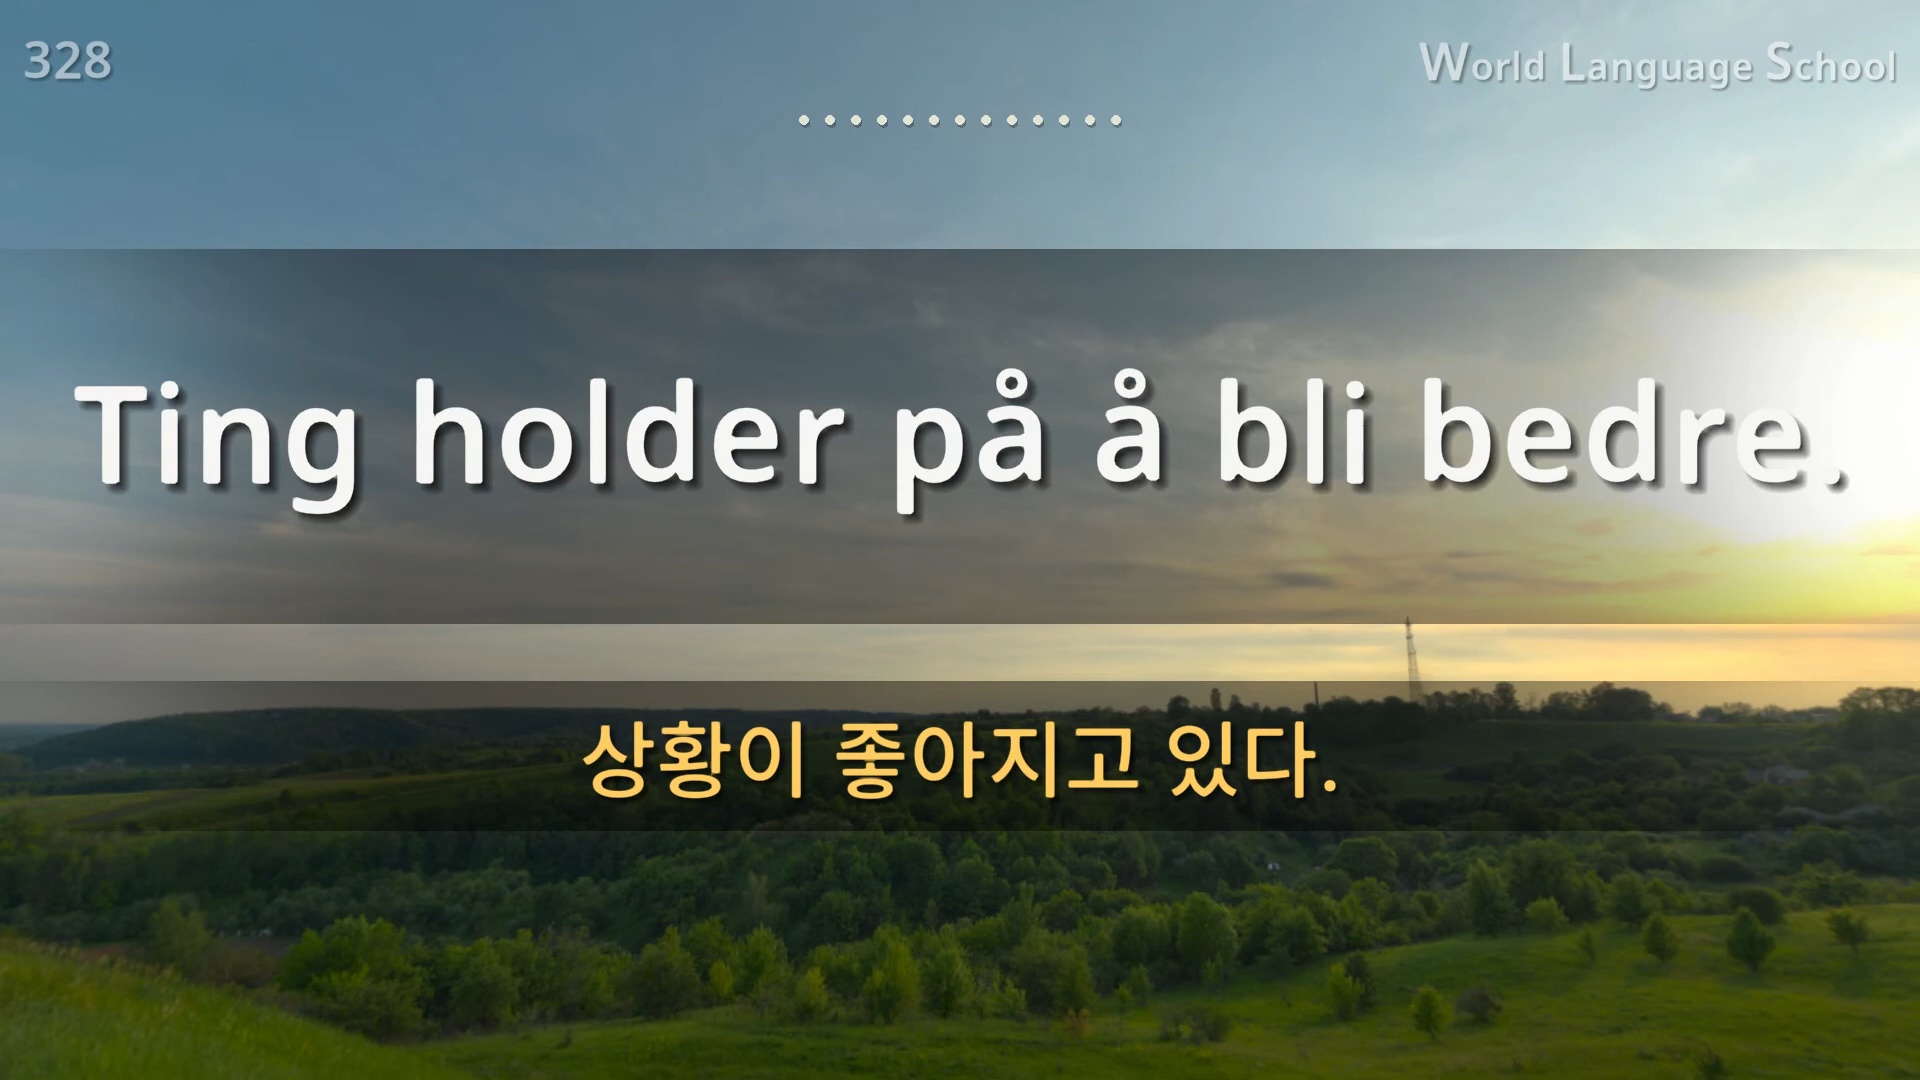 328
World Language School
Ting holder på å bli bedre.
상황이 좋아지고 있다.